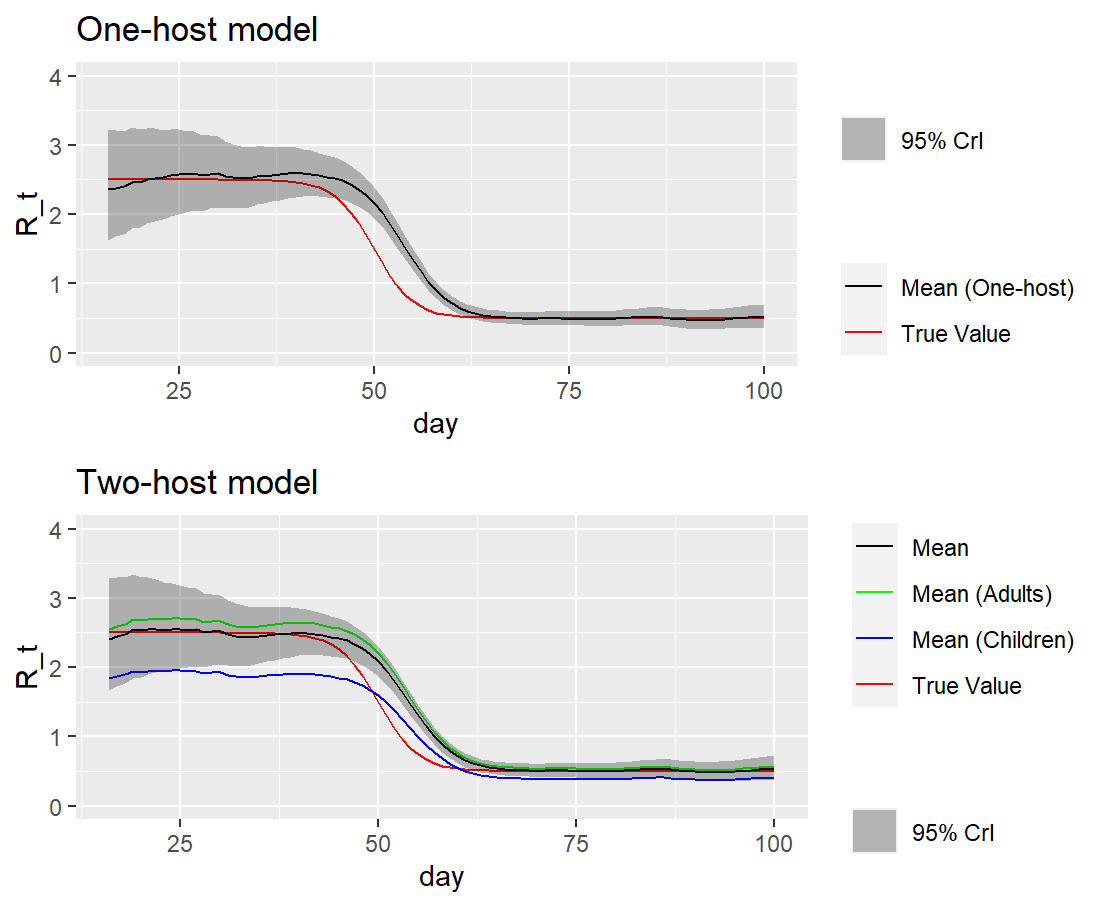 One-host model
4
3
2
1
0
R_t
25 50 75 100
day
95% CrI
Mean (One-host)
True Value
Two-host model
4
3
2
1
0
R_t
25 50 75 100
day
Mean
Mean (Adults)
Mean (Children)
True Value
95% CrI